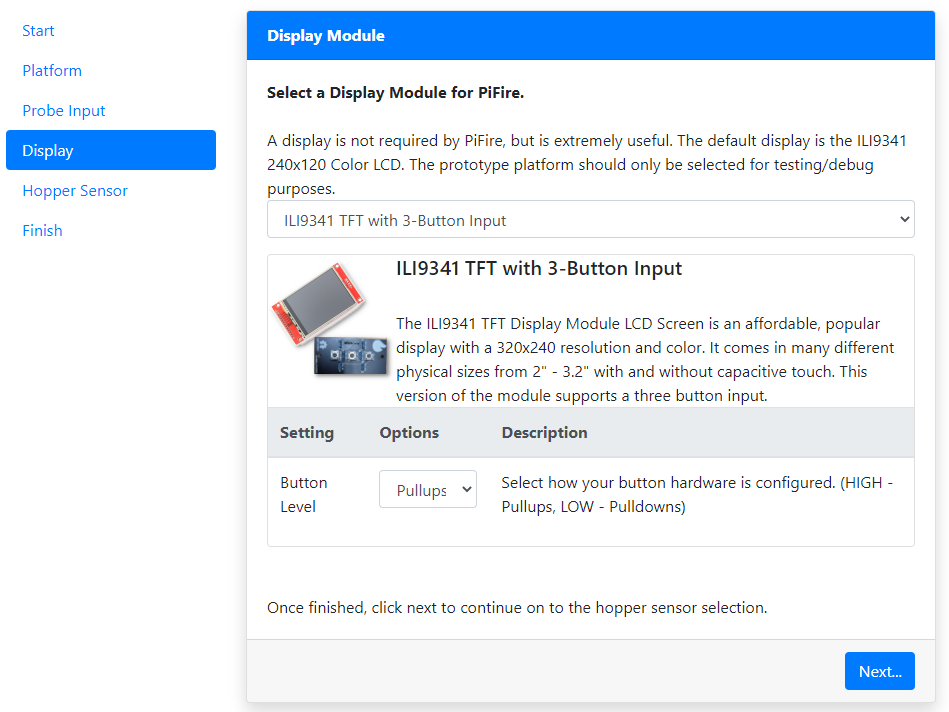 Start
Platform
Probe Input
Display
Hopper Sensor
Finish
Display Module
Select a Display Module for PiFire.
A display is not required by PiFire, but is extremely useful. The default display is the ILI9341
240x120 Color LCD. The prototype platform should only be selected for testing/debug
purposes.
ILI9341 TFT with 3-Button Input
ILI9341 TFT with 3-Button Input
The ILI9341 TFT Display Module LCD Screen is an affordable, popular
display with a 320x240 resolution and color. It comes in many different
physical sizes from 2" - 3.2" with and without capacitive touch. This
version of the module supports a three button input.
Setting Options Description
Button Level Pullups Select how your button hardware is configured. (HIGH -
Pullups, LOW - Pulldowns)
Once finished, click next to continue on to the hopper sensor selection.
Next...